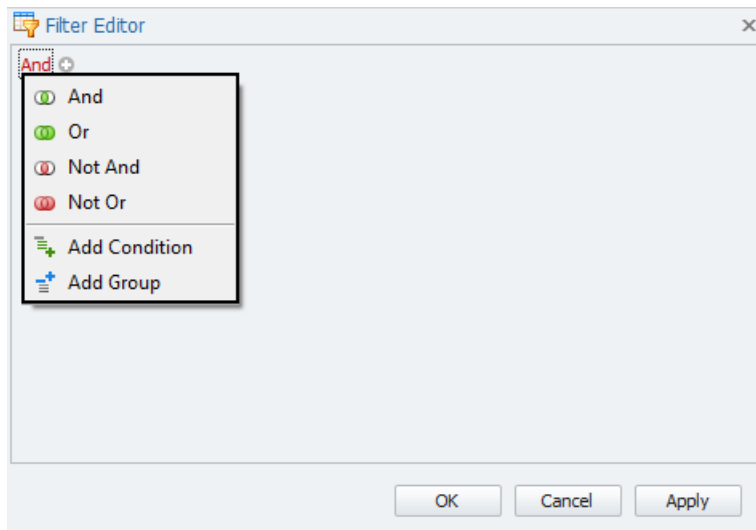 Filter Editor
And
And
Or
Not And
Not Or
Add Condition
Add Group
OK Cancel Apply